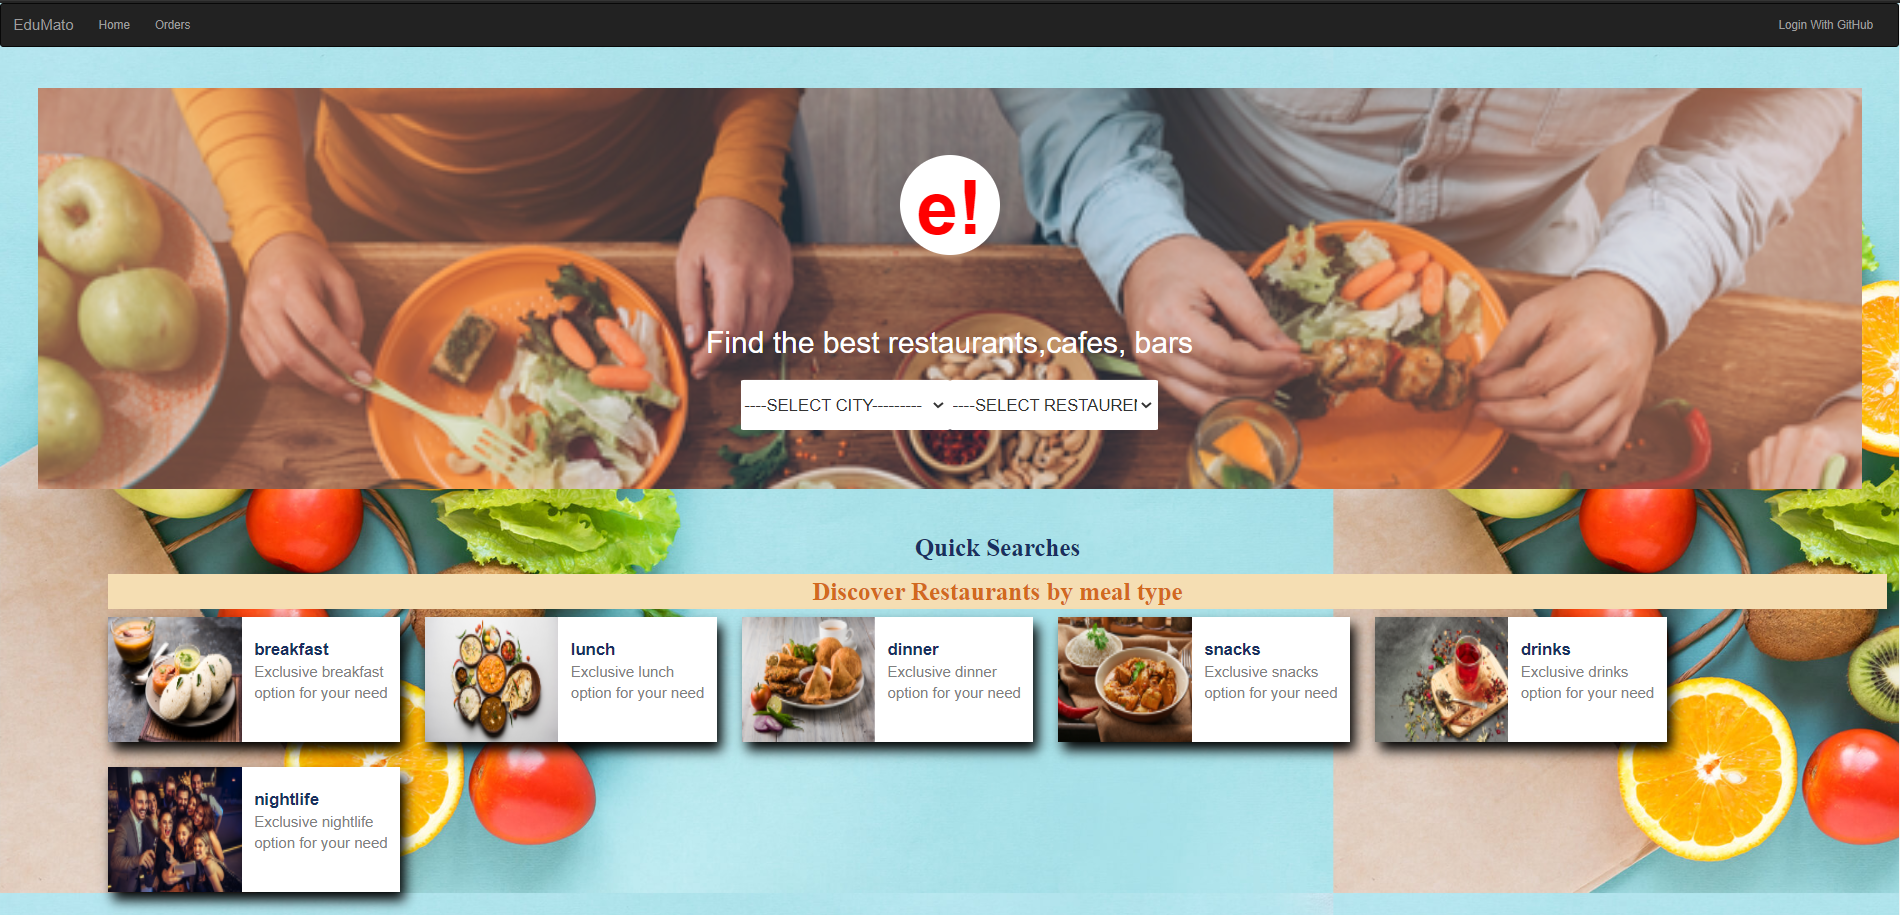 EduMato Home Orders Login With GitHub
e!
Find the best restaurants,cafes, bars
----SELECT CITY--------- ----SELECT
Quick Searches
Discover Restaurants by meal type
breakfast
Exclusive breakfast
option for your need
lunch
Exclusive lunch
option for your need
dinner
Exclusive dinner
option for your need
snacks
Exclusive snacks
option for your need
drinks
Exclusive drinks
option for your need
nightlife
Exclusive nightlife
option for your need